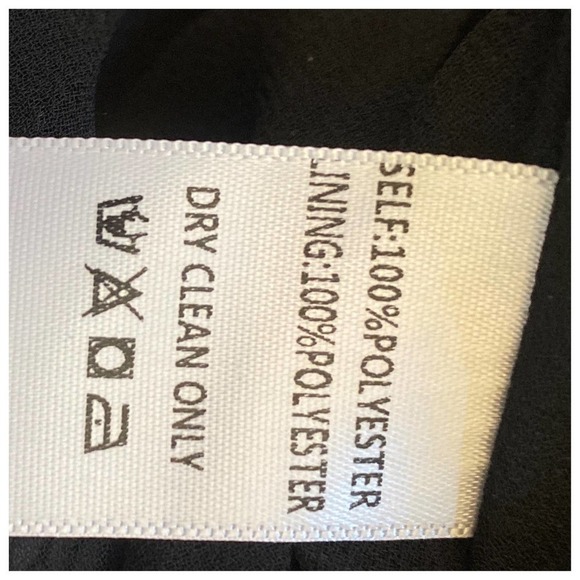 SELF:100%POLYESTER
LINING:100%POLYESTER
DRY CLEAN ONLY